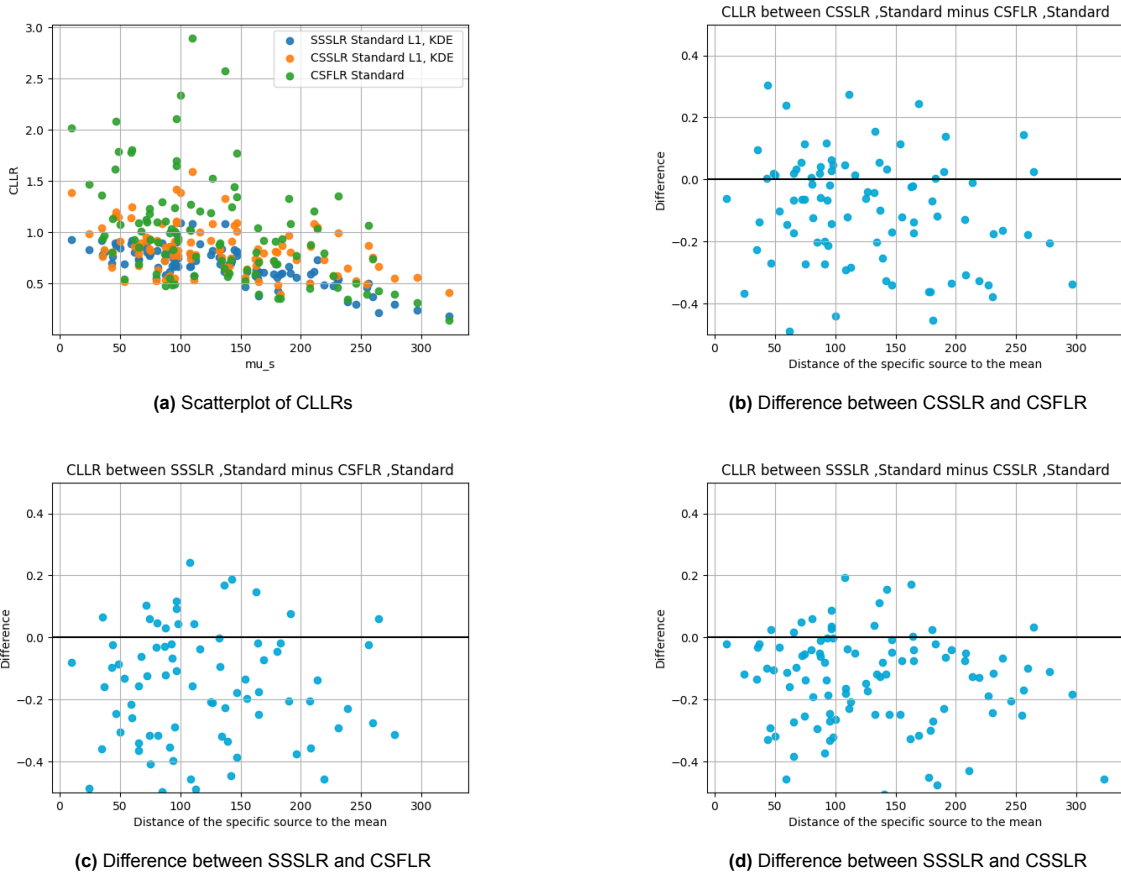 3.0
2.5
2.0
1.5
1.0
0.5
CLLR
SSSLR Standard L1, KDE
CSSLR Standard L1, KDE
CSFLR Standard
0 50 100 150 200 250 300
mu_s
(a) Scatterplot of CLLRs
CLLR between CSSLR ,Standard minus CSFLR ,Standard
0.4
0.2
0.0
−0.2
−0.4
Difference
0 50 100 150 200 250 300
Distance of the specific source to the mean
(b) Difference between CSSLR and CSFLR
CLLR between SSSLR ,Standard minus CSFLR ,Standard
0.4
0.2
0.0
−0.2
−0.4
Difference
0 50 100 150 200 250 300
Distance of the specific source to the mean
(c) Difference between SSSLR and CSFLR
CLLR between SSSLR ,Standard minus CSSLR ,Standard
0.4
0.2
0.0
−0.2
−0.4
Difference
0 50 100 150 200 250 300
Distance of the specific source to the mean
(d) Difference between SSSLR and CSSLR